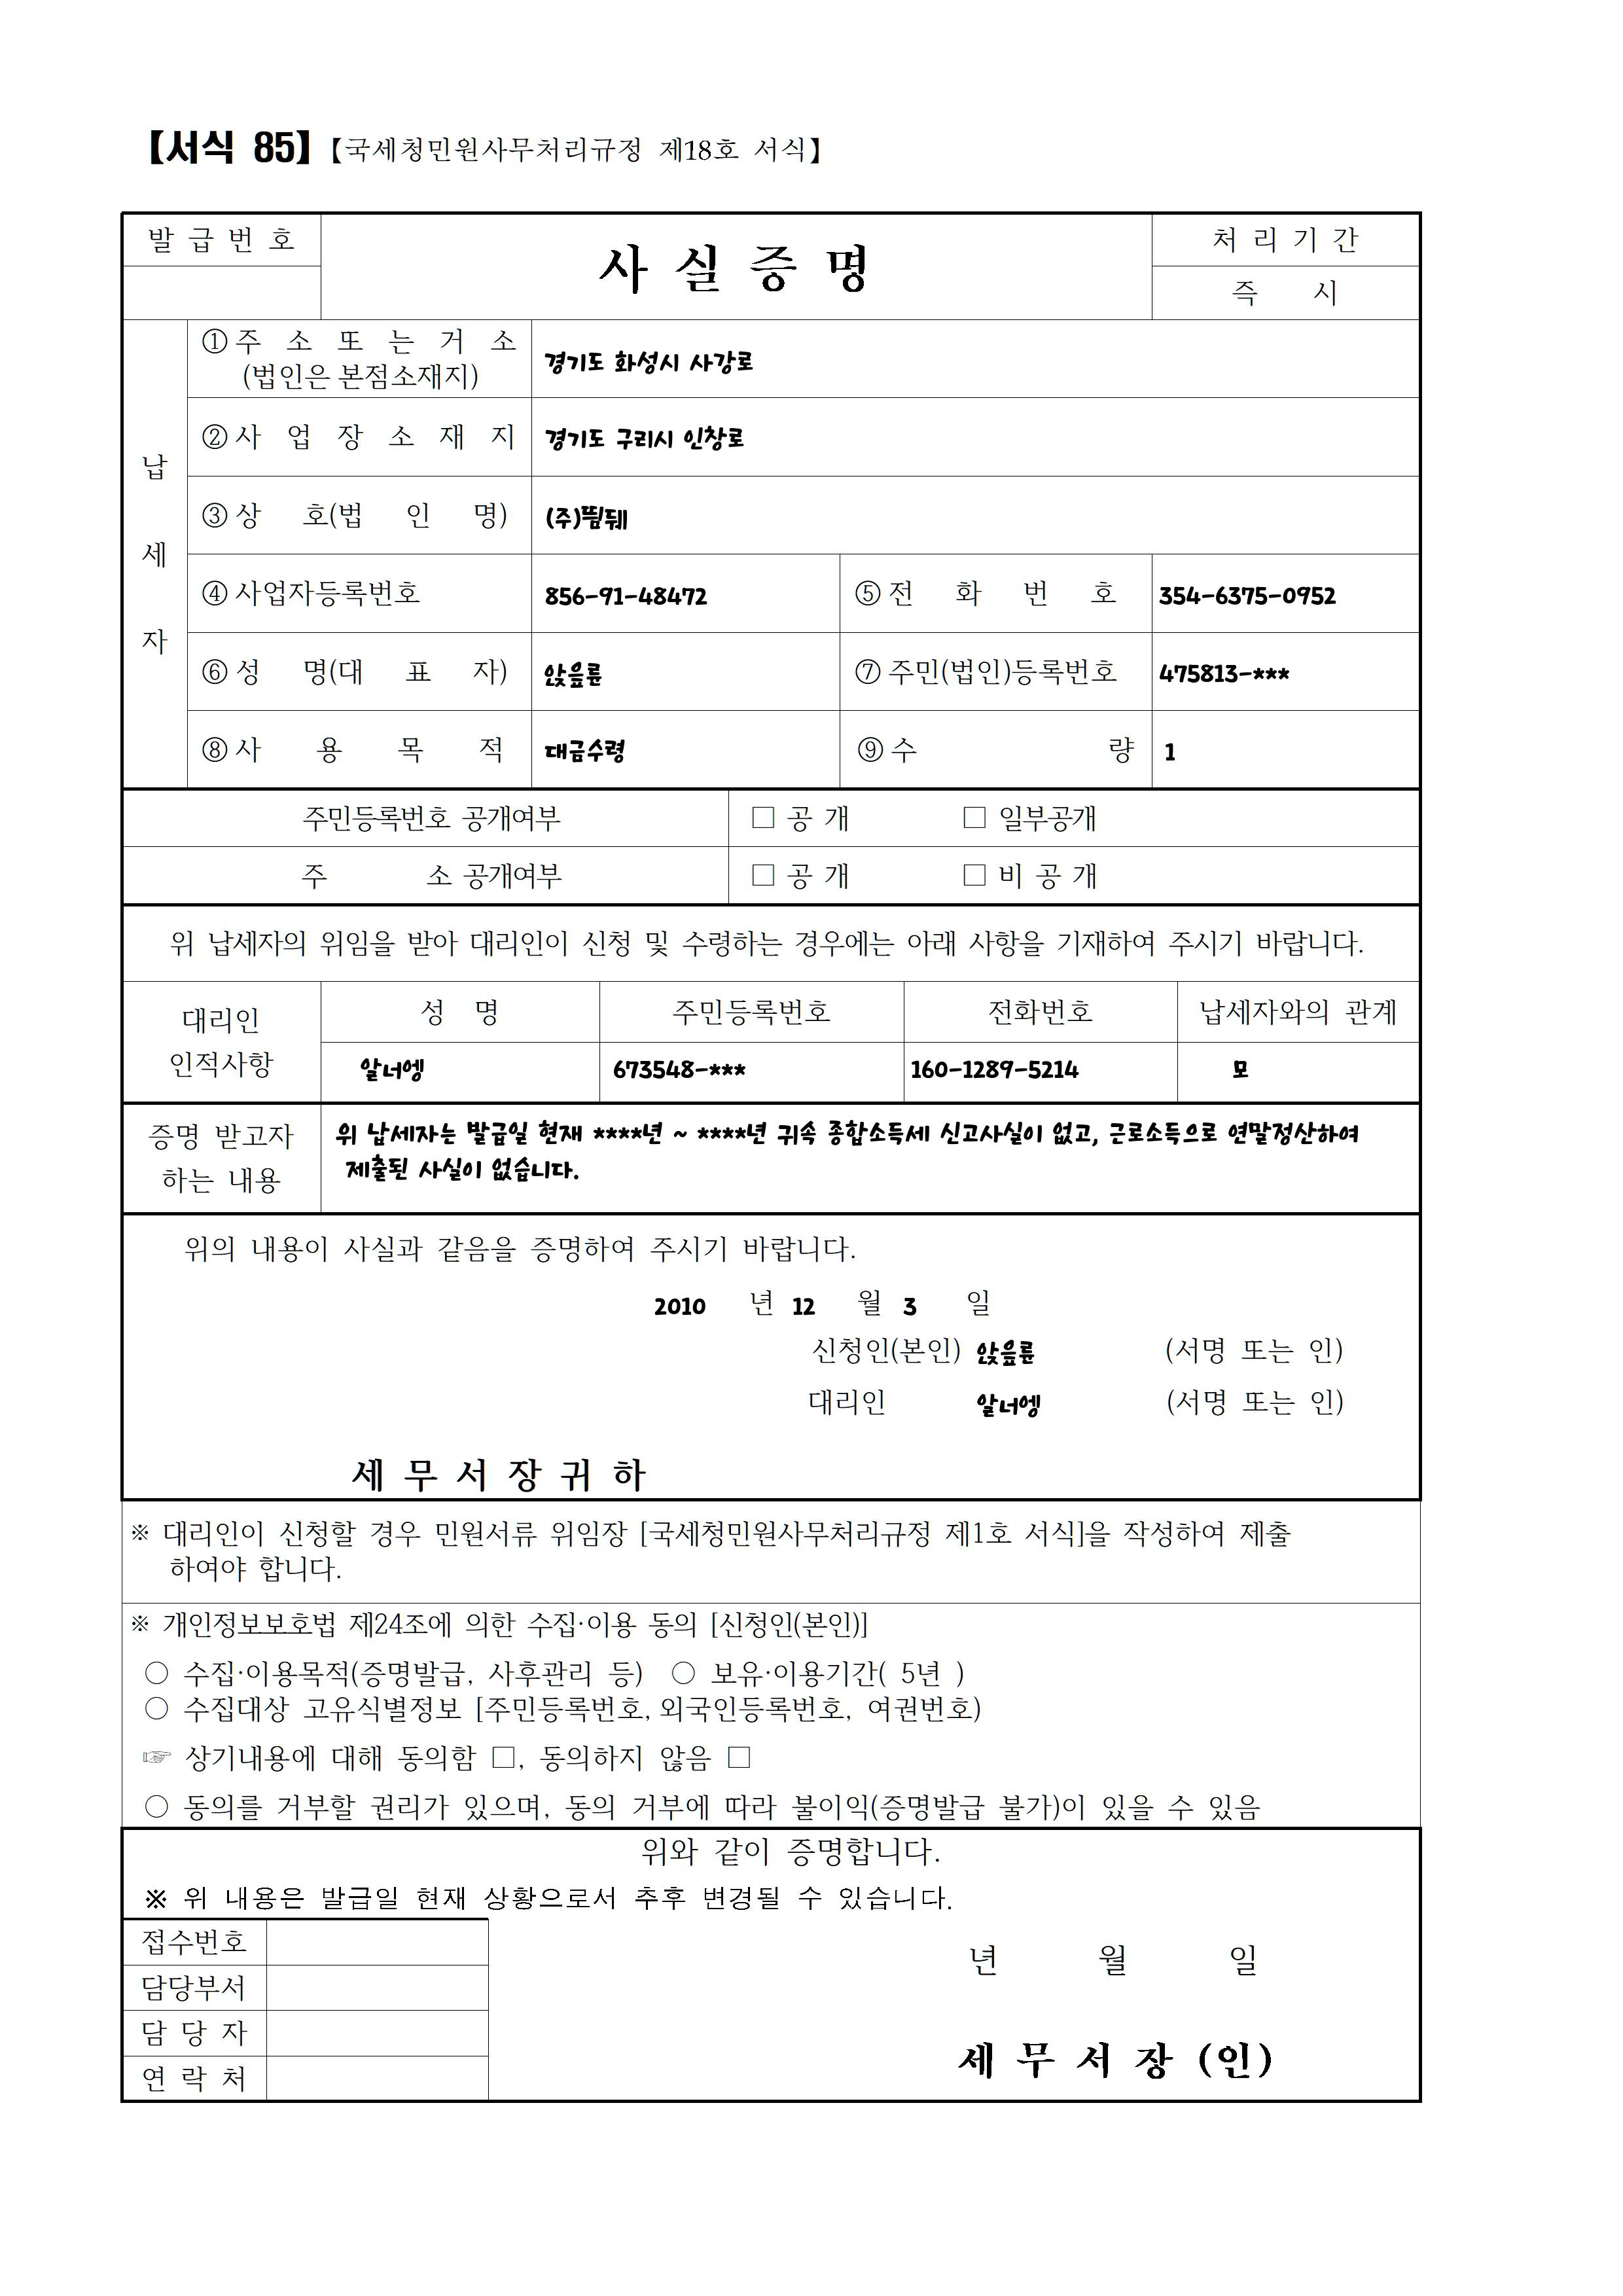 【서식 85】【국세청민원사무처리규정 제18호 서식】
발급번호
사실증명
처리기간
즉 시
납세자
①주 소 또 는 거 소
(법인은 본점소재지)
경기도 화성시 사강로
②사 업 장 소 재 지
경기도 구리시 인창로
③상 호(법 인 명)
④사업자등록번호
856-91-48472
⑤전 화 번 호
354-6375-0952
⑥성 명(대 표 자)
앉읖륜
⑦주민(법인)등록번호
475813-***
⑧사 용 목 적
대금수령
⑨수 량
1
주민등록번호 공개여부
□ 공 개 □ 일부공개
주 소 공개여부
□ 공 개 □ 비 공 개
위 납세자의 위임을 받아 대리인이 신청 및 수령하는 경우에는 아래 사항을 기재하여 주시기 바랍니다.
대리인
인적사항
성 명
주민등록번호
전화번호
납세자와의 관계
알너엥
673548-***
160-1289-5214
모
증명 받고자
하는 내용
위 납세자는 발급일 현재 ****년 ~ ****년 귀속 종합소득세 신고사실이 없고, 근로소득으로 연말정산하여
제출된 사실이 없습니다.
위의 내용이 사실과 같음을 증명하여 주시기 바랍니다.
2010 년 12 월 3 일
신청인(본인) 앉읖륜 (서명 또는 인)
대리인 알너엥 (서명 또는 인)
세 무 서 장 귀 하
※ 대리인이 신청할 경우 민원서류 위임장 [국세청민원사무처리규정 제1호 서식]을 작성하여 제출
하여야 합니다.
※ 개인정보보호법 제24조에 의한 수집·이용 동의 [신청인(본인)]
○ 수집·이용목적(증명발급, 사후관리 등) ○ 보유·이용기간( 5년 )
○ 수집대상 고유식별정보 [주민등록번호, 외국인등록번호, 여권번호)
☞ 상기내용에 대해 동의함 □, 동의하지 않음 □
○ 동의를 거부할 권리가 있으며, 동의 거부에 따라 불이익(증명발급 불가)이 있을 수 있음
위와 같이 증명합니다.
※ 위 내용은 발급일 현재 상황으로서 추후 변경될 수 있습니다.
접수번호
담당부서
담 당 자
연 락 처
년 월 일
세 무 서 장 (인)